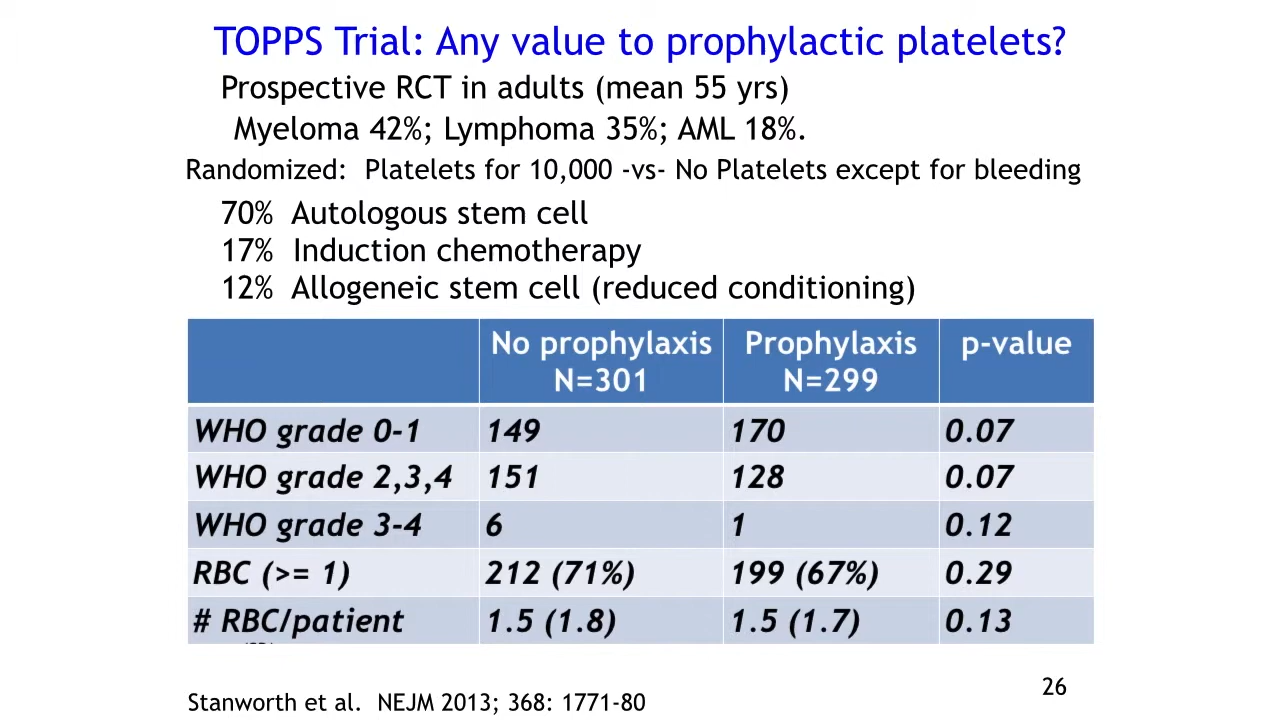 TOPPS Trial: Any value to prophylactic platelets?
Prospective RCT in adults (mean 55 yrs)
Myeloma 42%; Lymphoma 35%; AML 18%.
Randomized: Platelets for 10,000 -vs- No Platelets except for bleeding
70% Autologous stem cell
17% Induction chemotherapy
12% Allogeneic stem cell (reduced conditioning)
No prophylaxis N=301 Prophylaxis N=299 p-value
WHO grade 0-1 149 170 0.07
WHO grade 2,3,4 151 128 0.07
WHO grade 3-4 6 1 0.12
RBC (>= 1) 212 (71%) 199 (67%) 0.29
# RBC/patient 1.5 (1.8) 1.5 (1.7) 0.13
26
Stanworth et al. NEJM 2013; 368: 1771-80